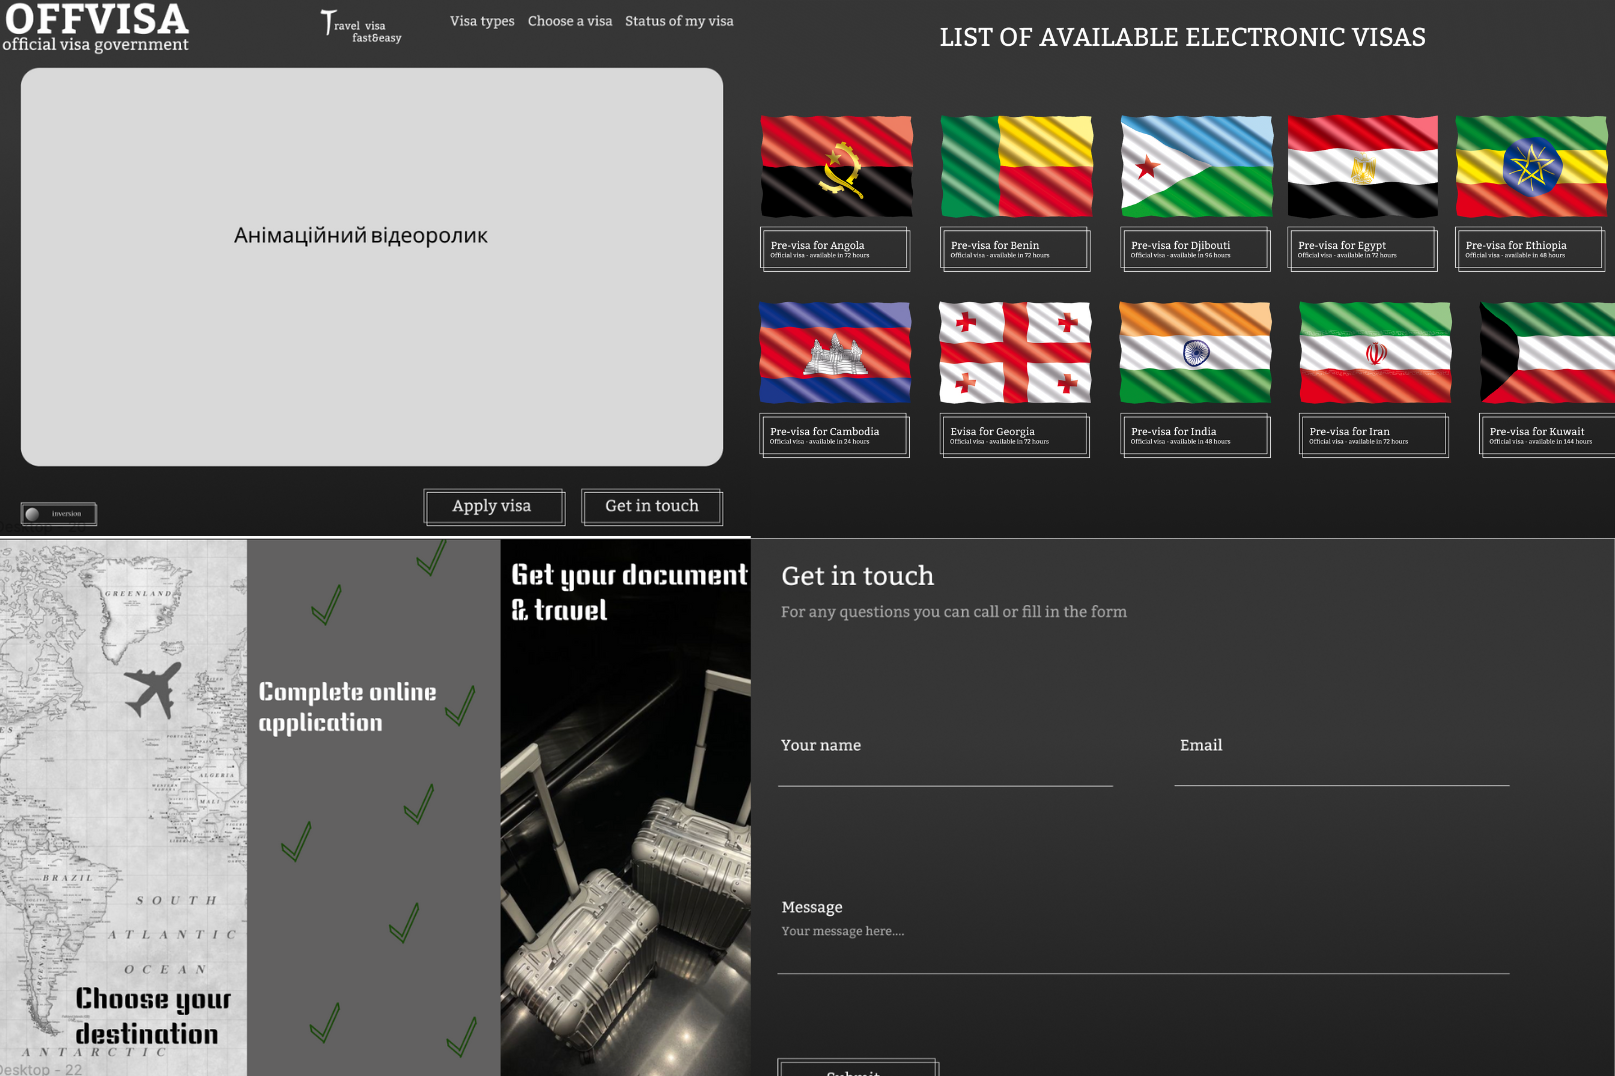 OFFVISA
official visa government
Travel visa
fast&easy
Visa types
Choose a visa
Status of my visa
Анімаційний відеоролик
inversion
Apply visa
Get in touch
LIST OF AVAILABLE ELECTRONIC VISAS
Pre-visa for Angola
Official visa - available in 72 hours
Pre-visa for Benin
Official visa - available in 72 hours
Pre-visa for Djibouti
Official visa - available in 96 hours
Pre-visa for Egypt
Official visa - available in 72 hours
Pre-visa for Ethiopia
Official visa - available in 48 hours
Pre-visa for Cambodia
Official visa - available in 24 hours
Evisa for Georgia
Official visa - available in 72 hours
Pre-visa for India
Official visa - available in 48 hours
Pre-visa for Iran
Official visa - available in 72 hours
Pre-visa for Kuwait
Official visa - available in 144 hours
GREENLAND
ALGERIA
MALI
BRAZIL
SOUTH
ATLANTIC
OCEAN
Choose your
destination
ANTARCTIC
Desktop - 22
Complete online
application
Get your document
& travel
Get in touch
For any questions you can call or fill in the form
Your name
Email
Message
Your message here....
Submit